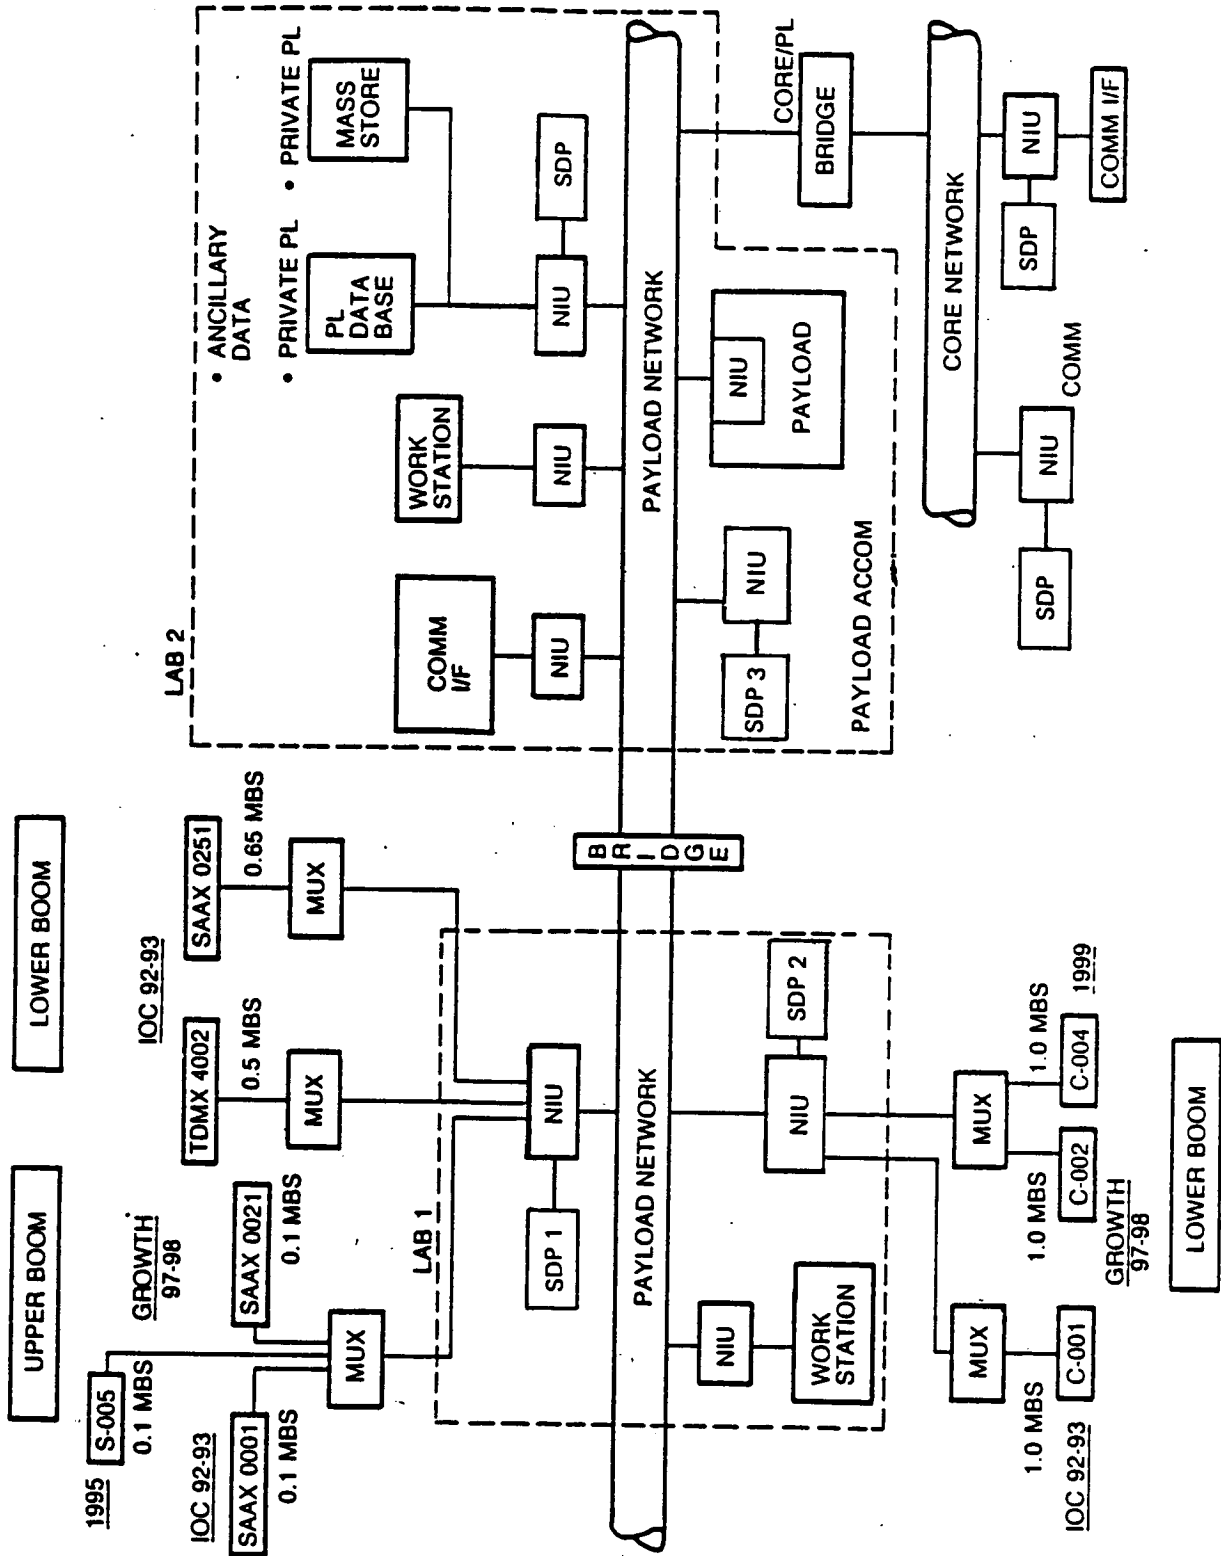 UPPER BOOM
LOWER BOOM
1995
S-005
0.1 MBS
GROWTH
97-98
IOC 92-93
SAAX 0001
0.1 MBS
SAAX 0021
0.1 MBS
MUX
IOC 92-93
TDMX 4002
0.5 MBS
MUX
SAAX 0251
0.65 MBS
MUX
LAB 1
SDP 1
NIU
PAYLOAD NETWORK
NIU
WORK
STATION
NIU
SDP 2
MUX
1.0 MBS
C-001
IOC 92-93
MUX
1.0 MBS
C-002
GROWTH
97-98
1.0 MBS
C-004
1999
LOWER BOOM
BRIDGE
LAB 2
• ANCILLARY
DATA
• PRIVATE PL
• PRIVATE PL
COMM
I/F
NIU
WORK
STATION
NIU
PL
DATA
BASE
MASS
STORE
NIU
SDP
PAYLOAD NETWORK
SDP 3
NIU
NIU
PAYLOAD
PAYLOAD ACCOM
CORE/PL
BRIDGE
CORE NETWORK
SDP
NIU
COMM
SDP
NIU
COMM I/F